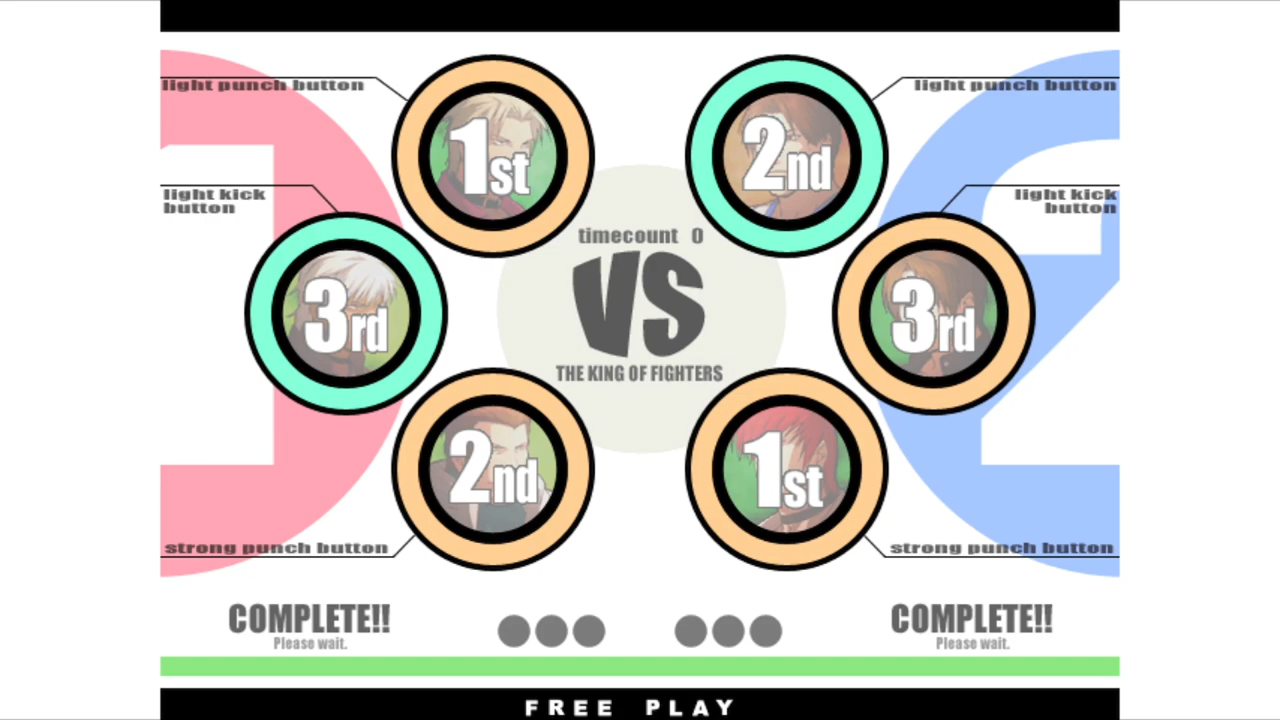 light punch button
1st
2nd
light punch button
light kick
button
light kick
button
timecount 0
VS
3rd
3rd
THE KING OF FIGHTERS
2nd
1st
strong punch button
strong punch button
COMPLETE!!
Please wait.
COMPLETE!!
Please wait.
FREE PLAY
1
2